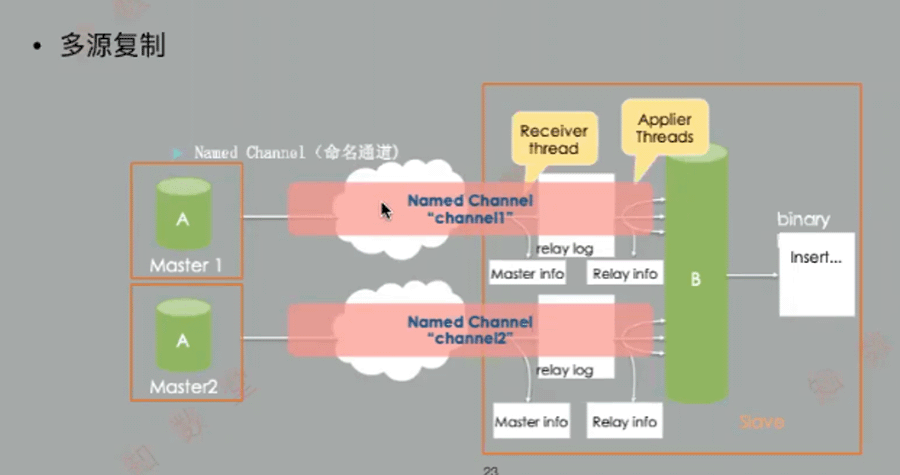 • 多源复制
Named Channel（命名通道)
Receiver
thread
Applier
Threads
A
Master 1
Named Channel
"channel1"
relay log
Master info
Relay info
B
binary
Insert...
A
Master2
Named Channel
"channel2"
relay log
Master info
Relay info
Slave
23